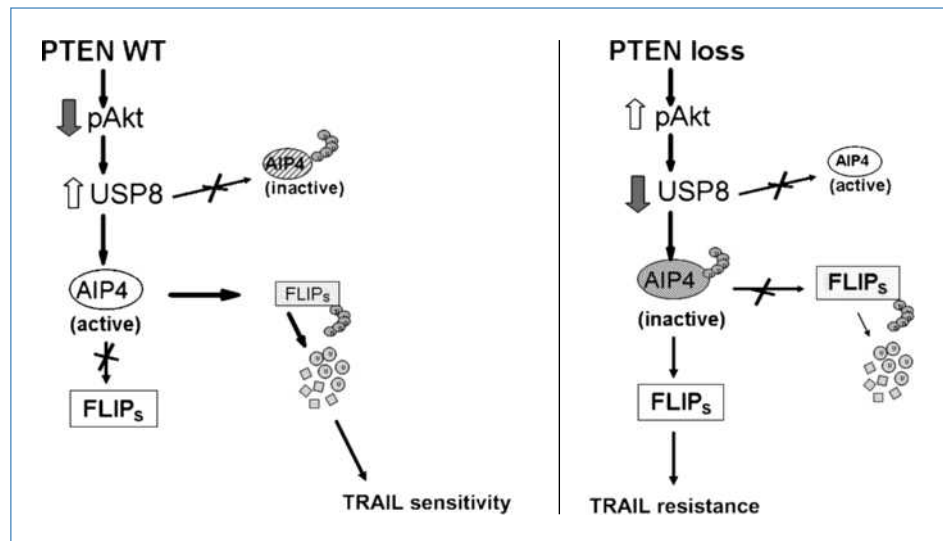 PTEN WT
pAkt
USP8
AIP4
(inactive)
AIP4
(active)
FLIPs
FLIPs
TRAIL sensitivity
PTEN loss
pAkt
USP8
AIP4
(active)
AIP4
(inactive)
FLIPs
FLIPs
TRAIL resistance